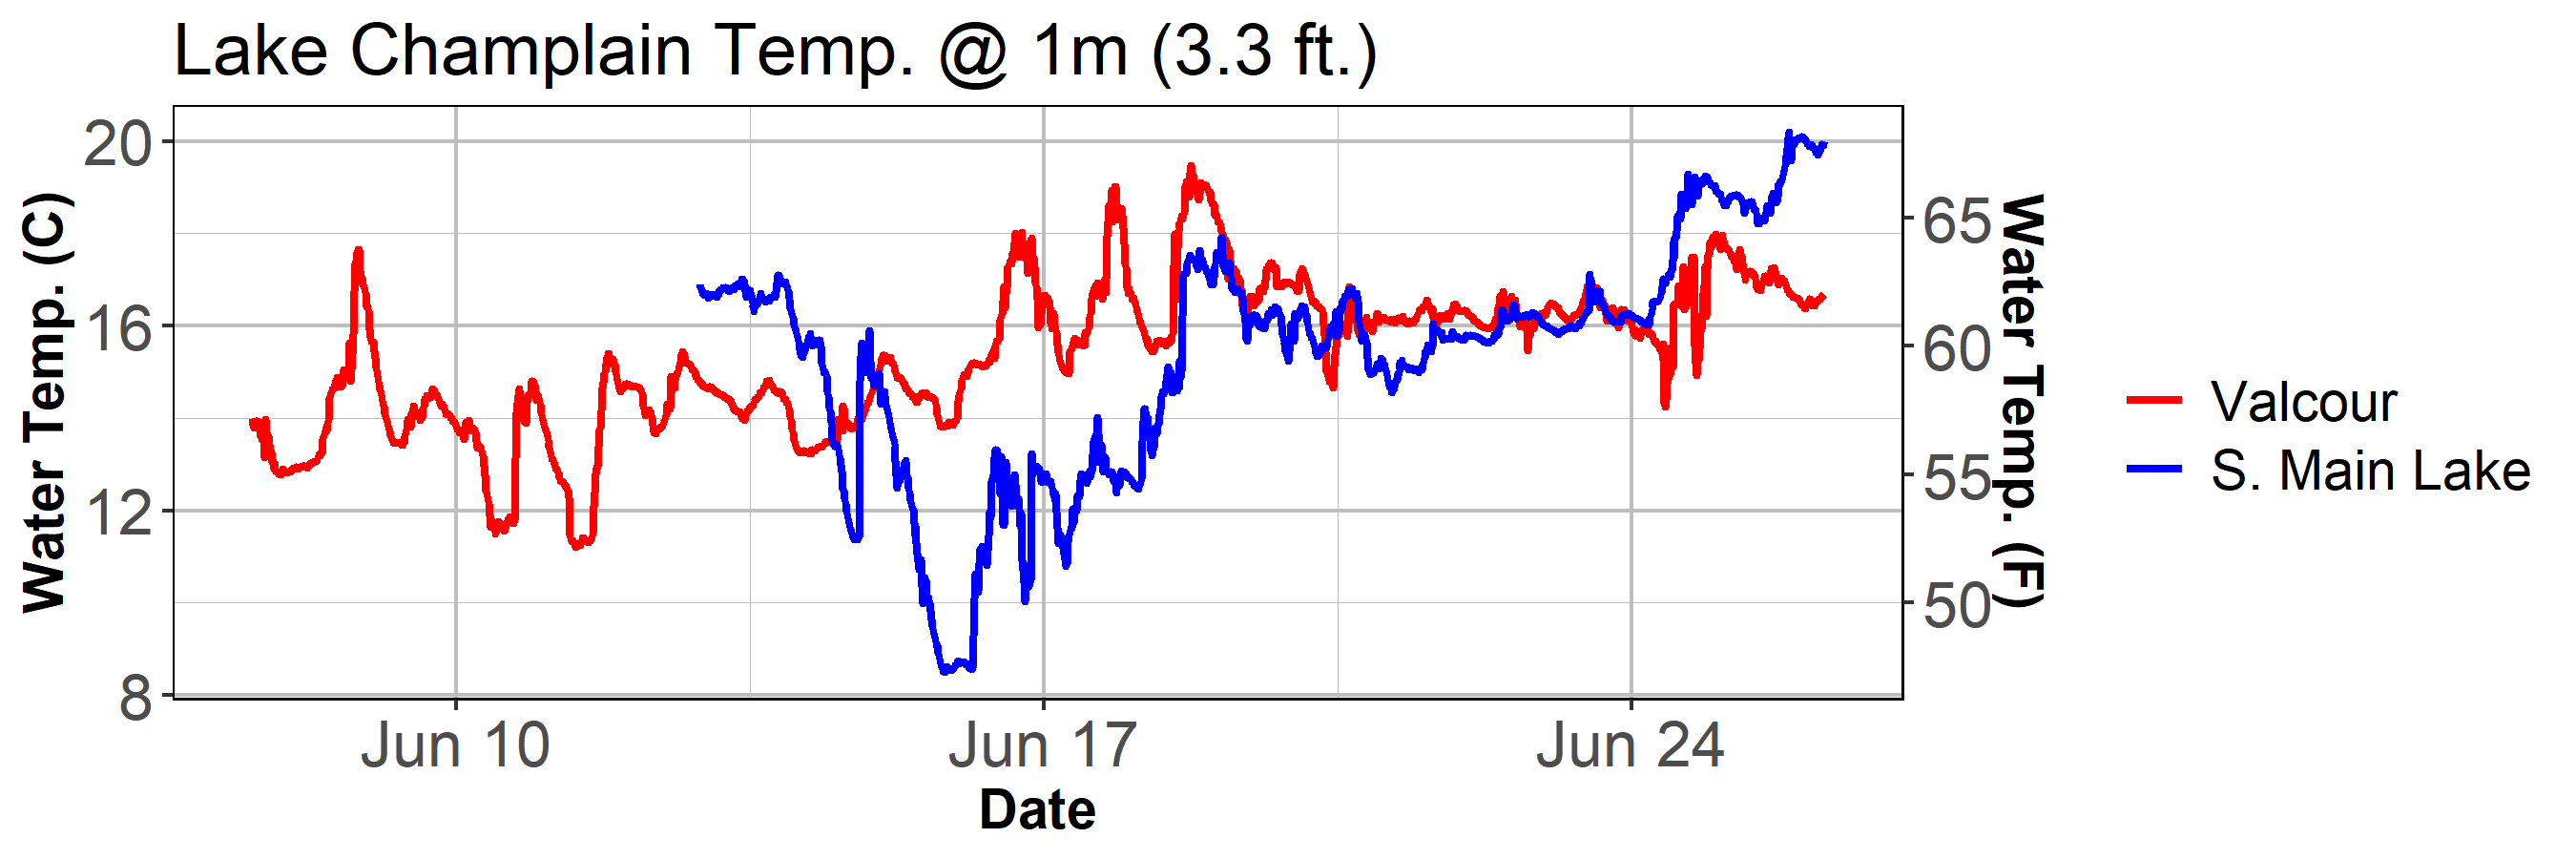 Lake Champlain Temp. @ 1m (3.3 ft.)
Water Temp. (C)
20
16
12
8
65
60
55
50
Water Temp. (F)
Jun 10
Jun 17
Jun 24
Date
Valcour
S. Main Lake